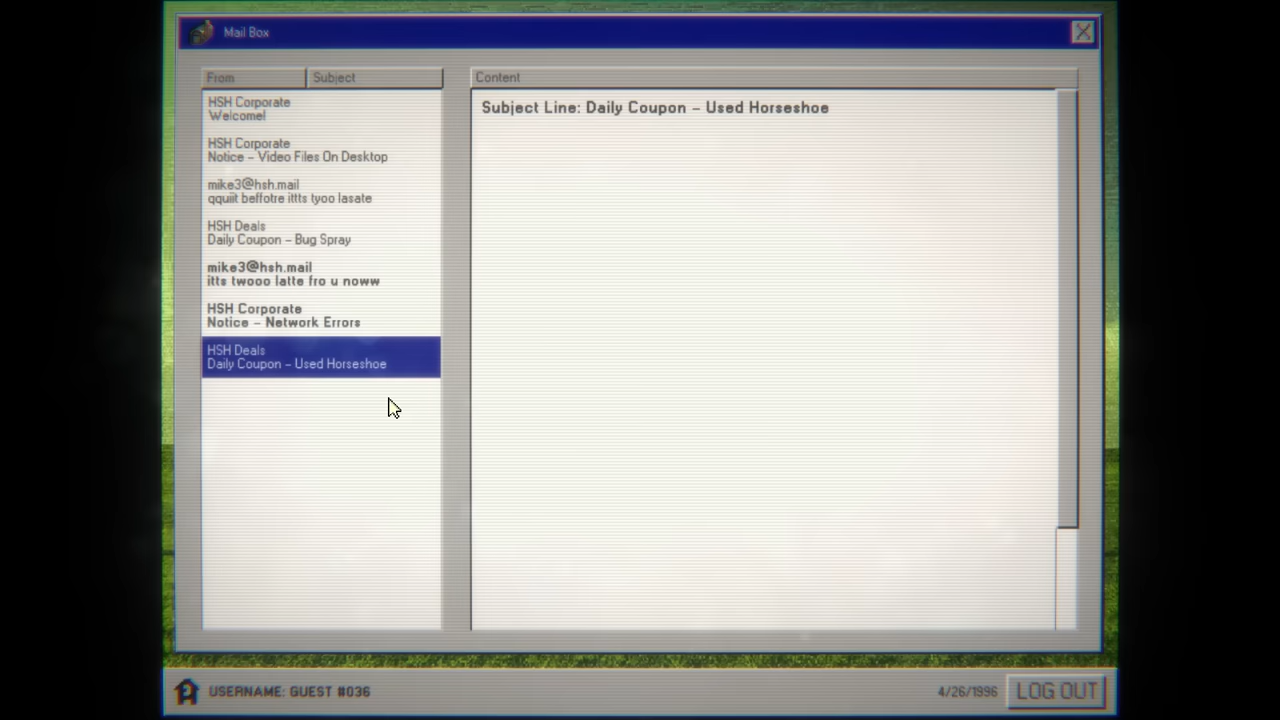 Mail Box
From
Subject
Content
HSH Corporate
Welcome!
HSH Corporate
Notice – Video Files On Desktop
mike3@hsh.mail
qquiit beffotre ittts tyoo lasate
HSH Deals
Daily Coupon – Bug Spray
mike3@hsh.mail
itts twooo latte fro u noww
HSH Corporate
Notice – Network Errors
HSH Deals
Daily Coupon – Used Horseshoe
Subject Line: Daily Coupon – Used Horseshoe
USERNAME: GUEST #036
4/26/1996
LOG OUT